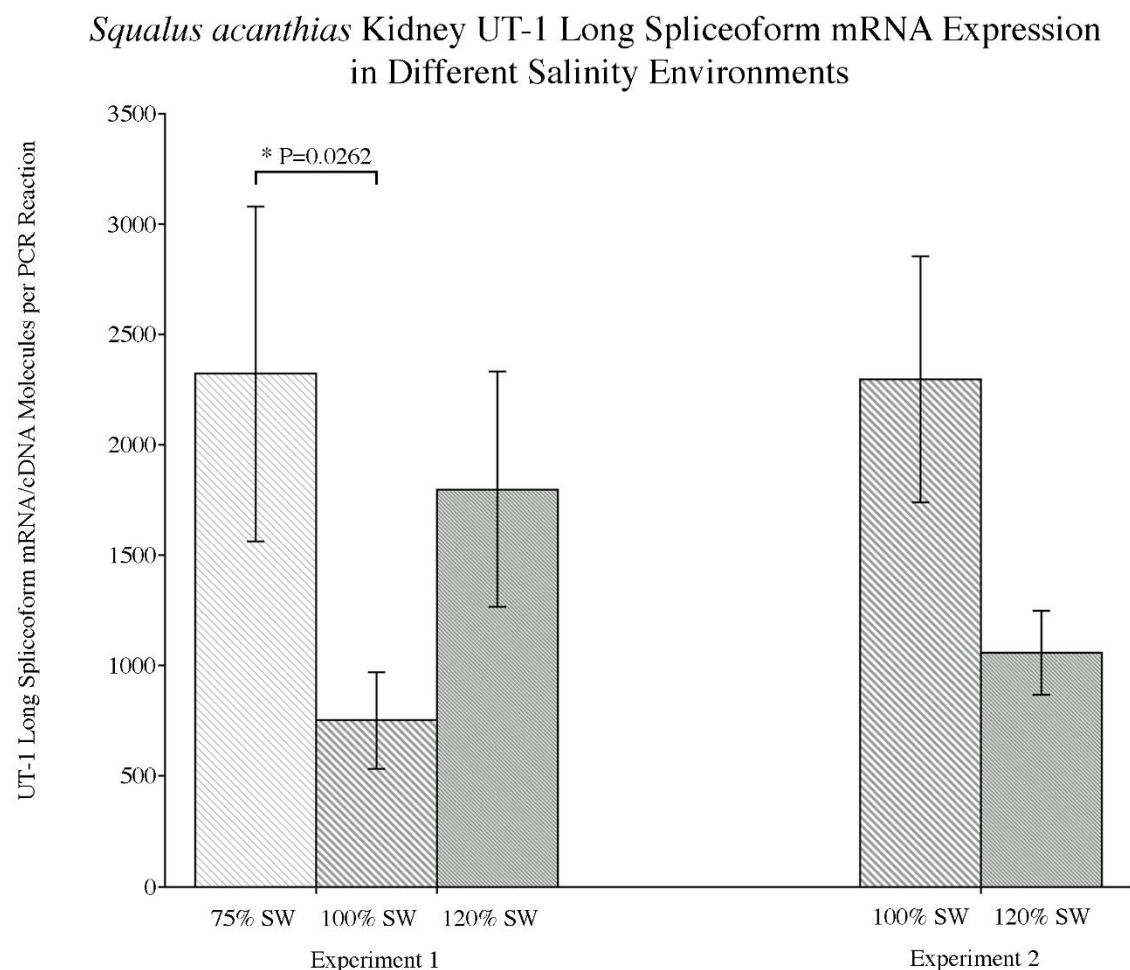 Squalus acanthias Kidney UT-1 Long Spliceoform mRNA Expression
in Different Salinity Environments
UT-1 Long Spliceoform mRNA/cDNA Molecules per PCR Reaction
3500
3000
2500
2000
1500
1000
500
0
* P=0.0262
75% SW 100% SW 120% SW 100% SW 120% SW
Experiment 1 Experiment 2